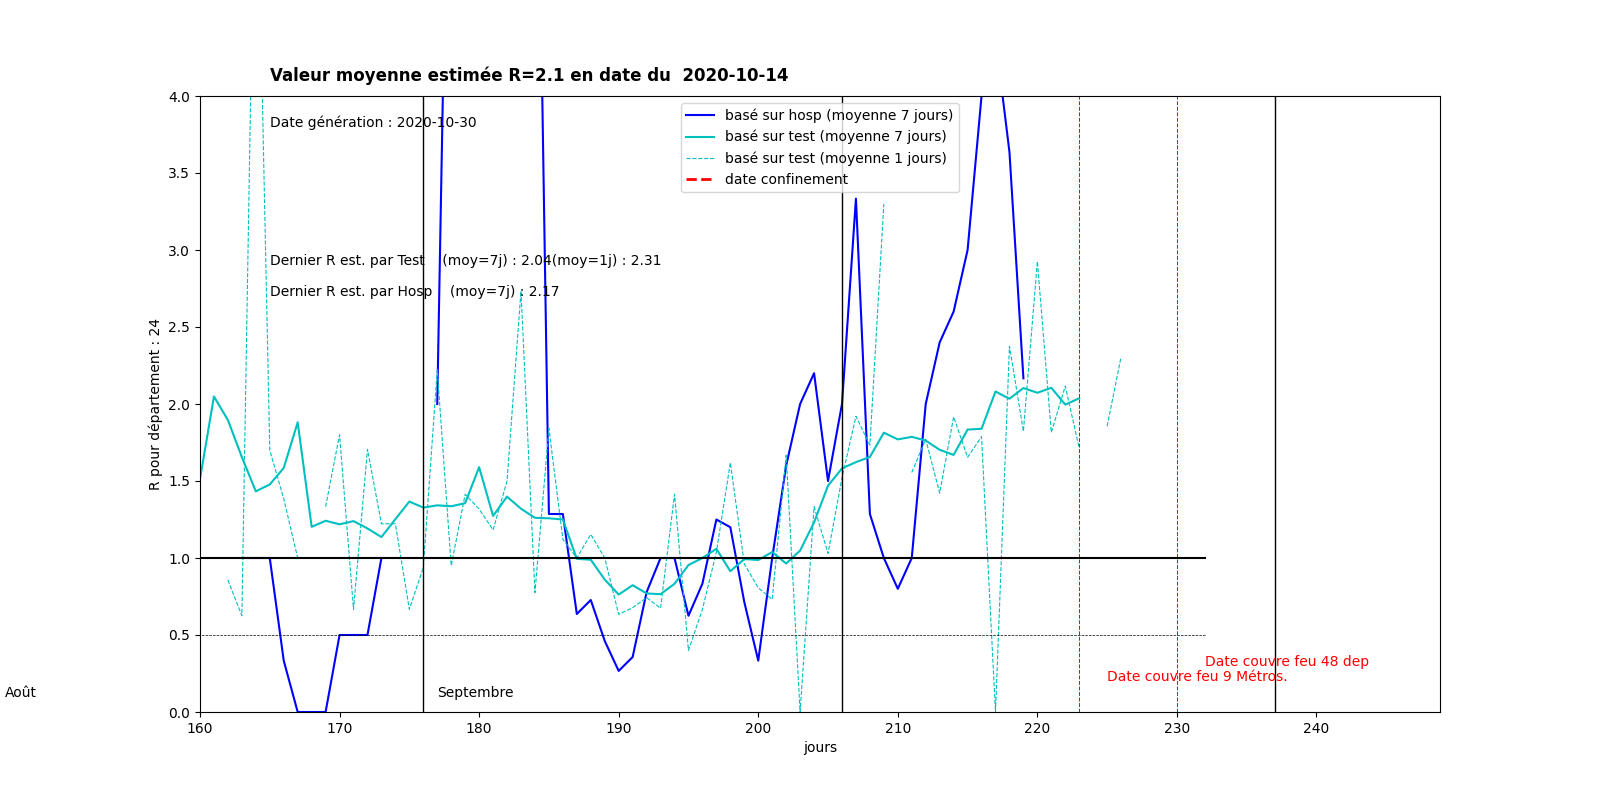 Valeur moyenne estimée R=2.1 en date du  2020-10-14
4.0
3.5
3.0
2.5
2.0
1.5
1.0
0.5
0.0
R pour département : 24
Date génération : 2020-10-30
basé sur hosp (moyenne 7 jours)
basé sur test (moyenne 7 jours)
basé sur test (moyenne 1 jours)
date confinement
Dernier R est. par Test    (moy=7j) : 2.04(moy=1j) : 2.31
Dernier R est. par Hosp    (moy=7j) : 2.17
Date couvre feu 48 dep
Date couvre feu 9 Métros.
Août
Septembre
160 170 180 190 200 210 220 230 240
jours